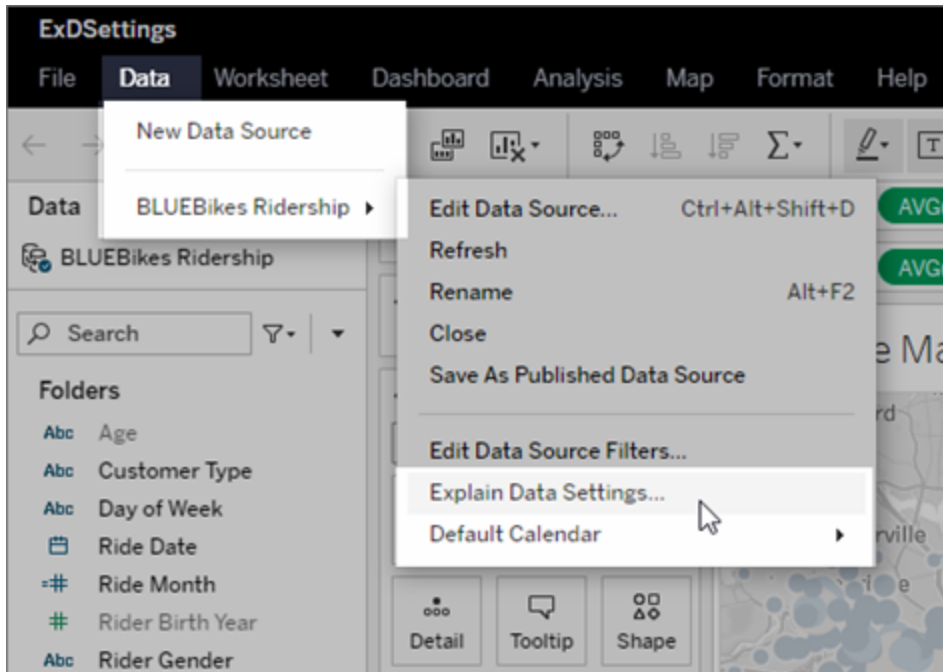 ExDSettings
File Data Worksheet Dashboard Analysis Map Format Help
New Data Source
BLUEBikes Ridership
Data
BLUEBikes Ridership
Search
Folders
Abc Age
Abc Customer Type
Abc Day of Week
Ride Date
=# Ride Month
# Rider Birth Year
Abc Rider Gender
Edit Data Source... Ctrl+Alt+Shift+D
Refresh
Rename Alt+F2
Close
Save As Published Data Source
Edit Data Source Filters...
Explain Data Settings...
Default Calendar
Detail Tooltip Shape
AVG
AVG
e Ma
rd
rville